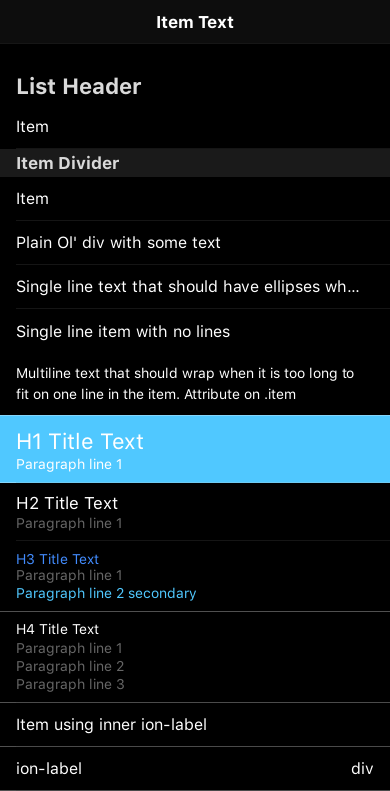 Item Text
List Header
Item
Item Divider
Item
Plain Ol' div with some text
Single line text that should have ellipses wh…
Single line item with no lines
Multiline text that should wrap when it is too long to
fit on one line in the item. Attribute on .item
H1 Title Text
Paragraph line 1
H2 Title Text
Paragraph line 1
H3 Title Text
Paragraph line 1
Paragraph line 2 secondary
H4 Title Text
Paragraph line 1
Paragraph line 2
Paragraph line 3
Item using inner ion-label
ion-label div